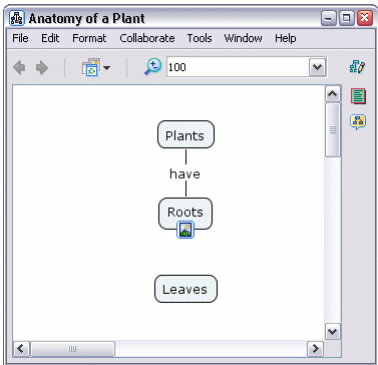 Anatomy of a Plant
File Edit Format Collaborate Tools Window Help
100
Plants
have
Roots
Leaves